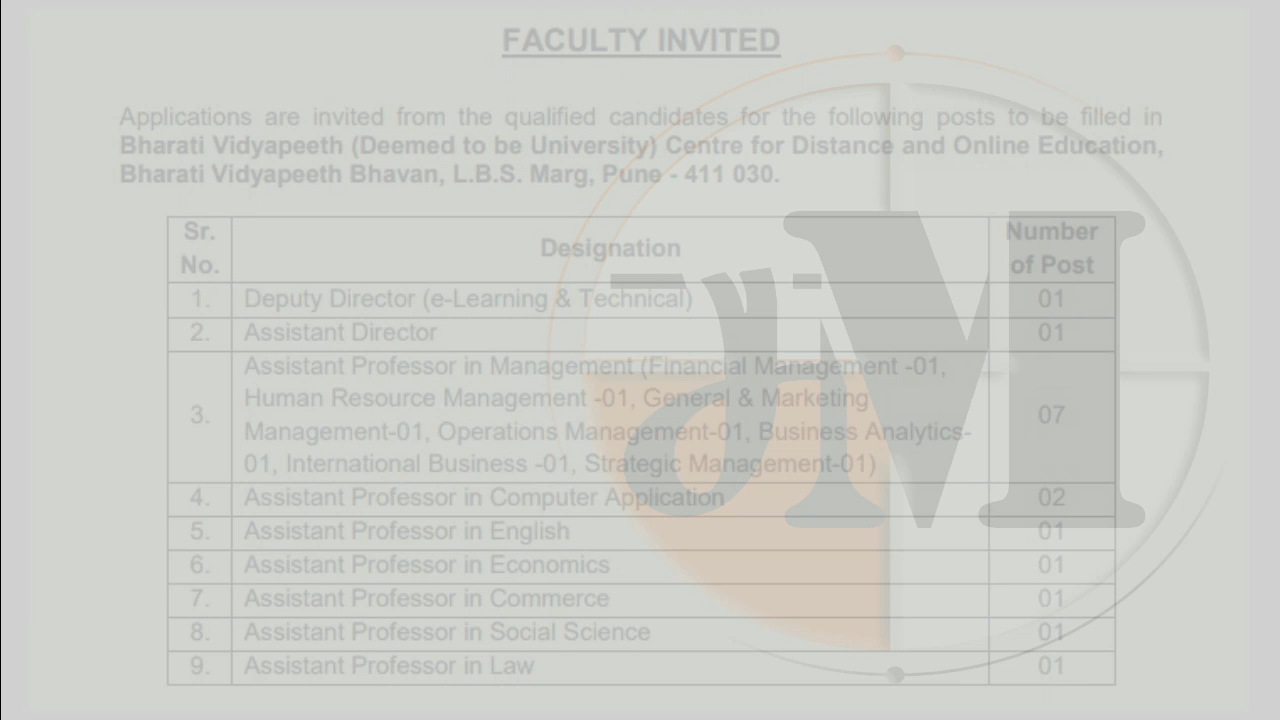 FACULTY INVITED
Applications are invited from the qualified candidates for the following posts to be filled in
Bharati Vidyapeeth (Deemed to be University) Centre for Distance and Online Education,
Bharati Vidyapeeth Bhavan, L.B.S. Marg, Pune - 411 030.
Sr. No. Designation Number of Post
1. Deputy Director (e-Learning & Technical) 01
2. Assistant Director 01
3. Assistant Professor in Management (Financial Management -01,
Human Resource Management -01, General & Marketing
Management-01, Operations Management-01, Business Analytics-
01, International Business -01, Strategic Management-01) 07
4. Assistant Professor in Computer Application 02
5. Assistant Professor in English 01
6. Assistant Professor in Economics 01
7. Assistant Professor in Commerce 01
8. Assistant Professor in Social Science 01
9. Assistant Professor in Law 01